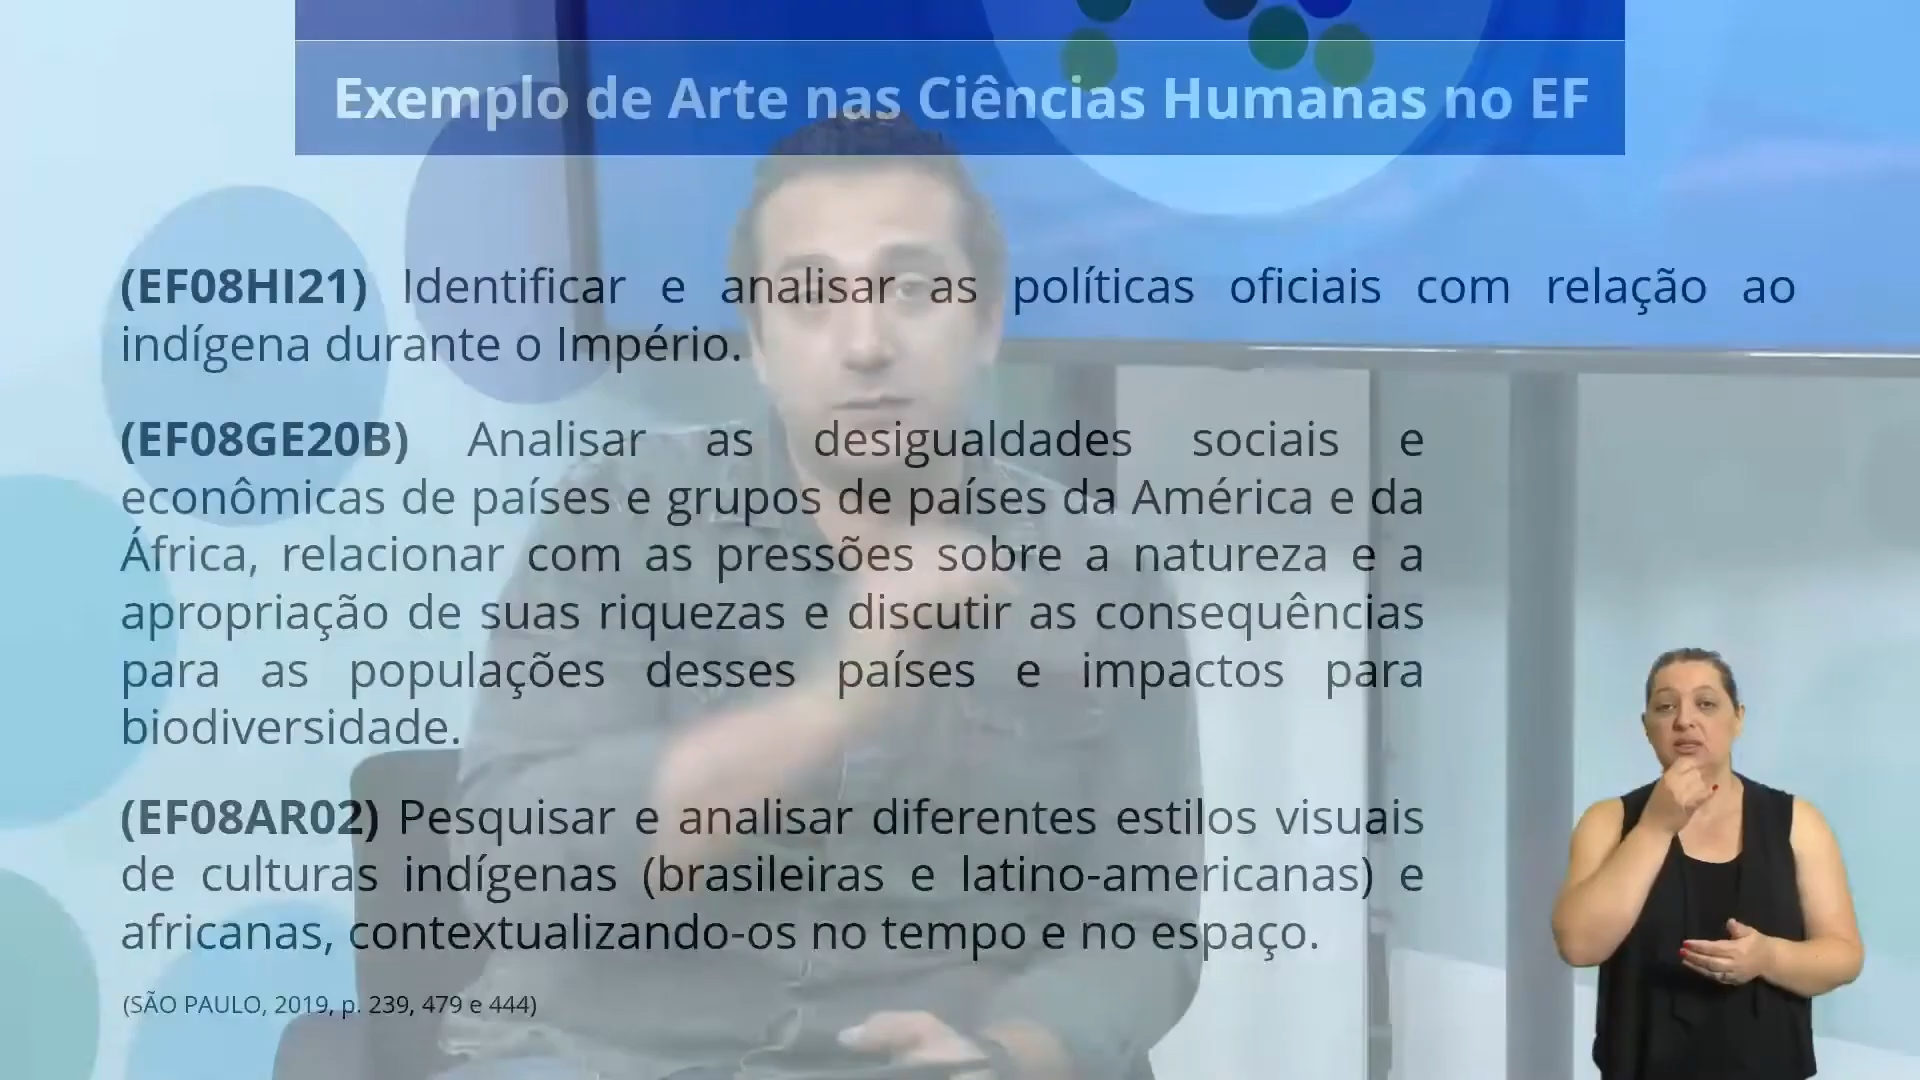 Exemplo de Arte nas Ciências Humanas no EF
(EF08HI21) Identificar e analisar as políticas oficiais com relação ao
indígena durante o Império.
(EF08GE20B) Analisar as desigualdades sociais e
econômicas de países e grupos de países da América e da
África, relacionar com as pressões sobre a natureza e a
apropriação de suas riquezas e discutir as consequências
para as populações desses países e impactos para
biodiversidade.
(EF08AR02) Pesquisar e analisar diferentes estilos visuais
de culturas indígenas (brasileiras e latino-americanas) e
africanas, contextualizando-os no tempo e no espaço.
(SÃO PAULO, 2019, p. 239, 479 e 444)